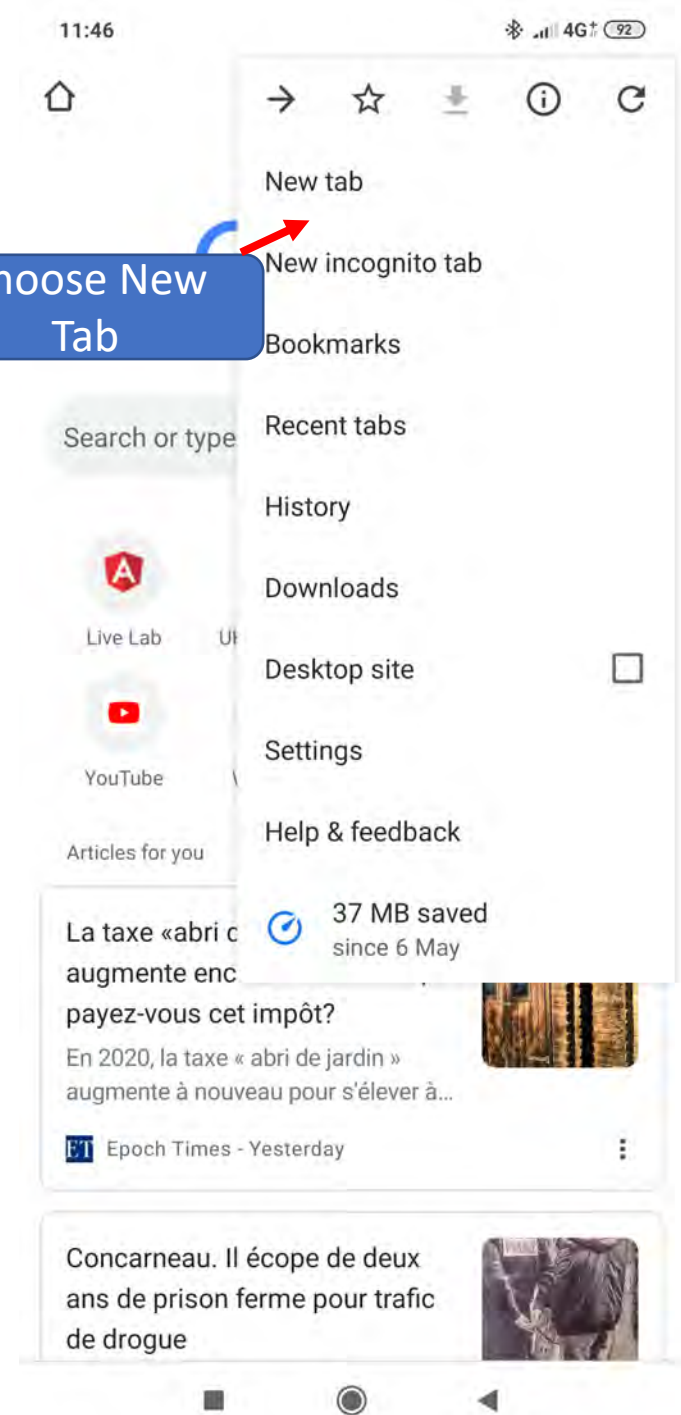 11:46
4G+ 92
New tab
New incognito tab
hoose New
Tab
Bookmarks
Search or type
Recent tabs
History
Downloads
Live Lab
Desktop site
YouTube
Settings
Help & feedback
Articles for you
37 MB saved
since 6 May
La taxe «abri d
augmente enc
payez-vous cet impôt?
En 2020, la taxe « abri de jardin »
augmente à nouveau pour s'élever à...
ET Epoch Times - Yesterday
Concarneau. Il écope de deux
ans de prison ferme pour trafic
de drogue